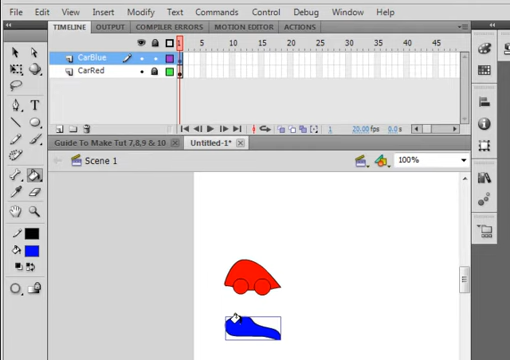 File Edit View Insert Modify Text Commands Control Debug Window Help
TIMELINE OUTPUT COMPILER ERRORS MOTION EDITOR ACTIONS
1 5 10 15 20 25 30 35 40 45
CarBlue
CarRed
1 20.00 fps 0.0 s
Guide To Make Tut 7,8,9 & 10 Untitled-1*
Scene 1 100%
T